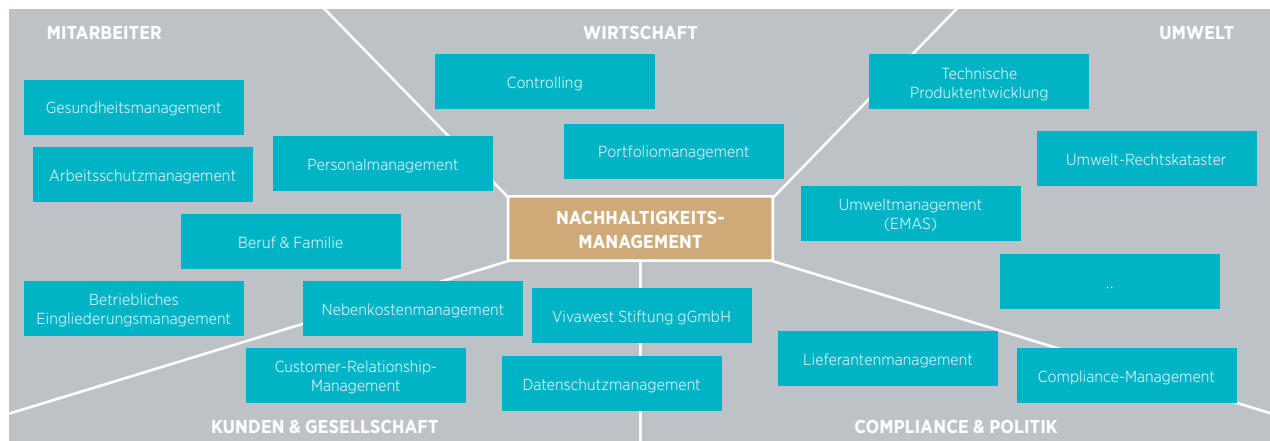 MITARBEITER
WIRTSCHAFT
UMWELT
Controlling
Technische
Produktentwicklung
Gesundheitsmanagement
Personalmanagement
Portfoliomanagement
Umwelt-Rechtskataster
Arbeitsschutzmanagement
NACHHALTIGKEITS-
MANAGEMENT
Umweltmanagement
(EMAS)
Beruf & Familie
..
Betriebliches
Eingliederungsmanagement
Nebenkostenmanagement
Vivawest Stiftung gGmbH
Customer-Relationship-
Management
Datenschutzmanagement
Lieferantenmanagement
Compliance-Management
KUNDEN & GESELLSCHAFT
COMPLIANCE & POLITIK